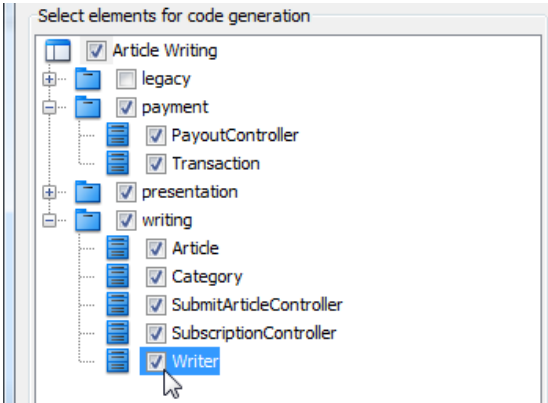 Select elements for code generation
Article Writing
legacy
payment
PayoutController
Transaction
presentation
writing
Article
Category
SubmitArticleController
SubscriptionController
Writer